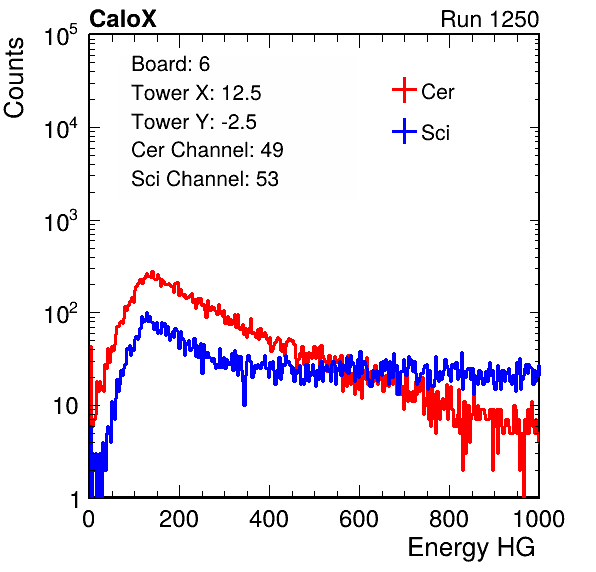 CaloX Run 1250
Counts
10^5
10^4
10^3
10^2
10
1
Board: 6
Tower X: 12.5
Tower Y: -2.5
Cer Channel: 49
Sci Channel: 53
Cer
Sci
0 200 400 600 800 1000
Energy HG